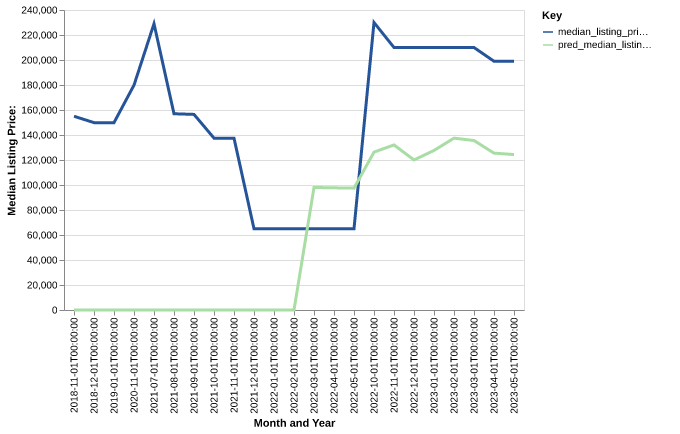 Key
median_listing_pri...
pred_median_listin...
Median Listing Price:
240,000
220,000
200,000
180,000
160,000
140,000
120,000
100,000
80,000
60,000
40,000
20,000
0
2018-11-01T00:00:00
2018-12-01T00:00:00
2019-01-01T00:00:00
2020-11-01T00:00:00
2021-07-01T00:00:00
2021-08-01T00:00:00
2021-09-01T00:00:00
2021-10-01T00:00:00
2021-11-01T00:00:00
2021-12-01T00:00:00
2022-01-01T00:00:00
2022-02-01T00:00:00
2022-03-01T00:00:00
2022-04-01T00:00:00
2022-05-01T00:00:00
2022-10-01T00:00:00
2022-11-01T00:00:00
2022-12-01T00:00:00
2023-01-01T00:00:00
2023-02-01T00:00:00
2023-03-01T00:00:00
2023-04-01T00:00:00
2023-05-01T00:00:00
Month and Year